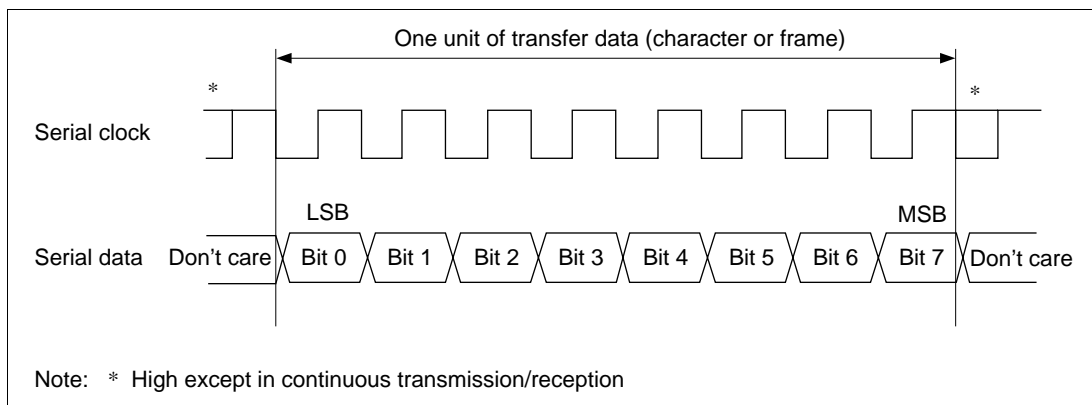 One unit of transfer data (character or frame)
* *
Serial clock
LSB MSB
Serial data Don't care Bit 0 Bit 1 Bit 2 Bit 3 Bit 4 Bit 5 Bit 6 Bit 7 Don't care
Note: * High except in continuous transmission/reception